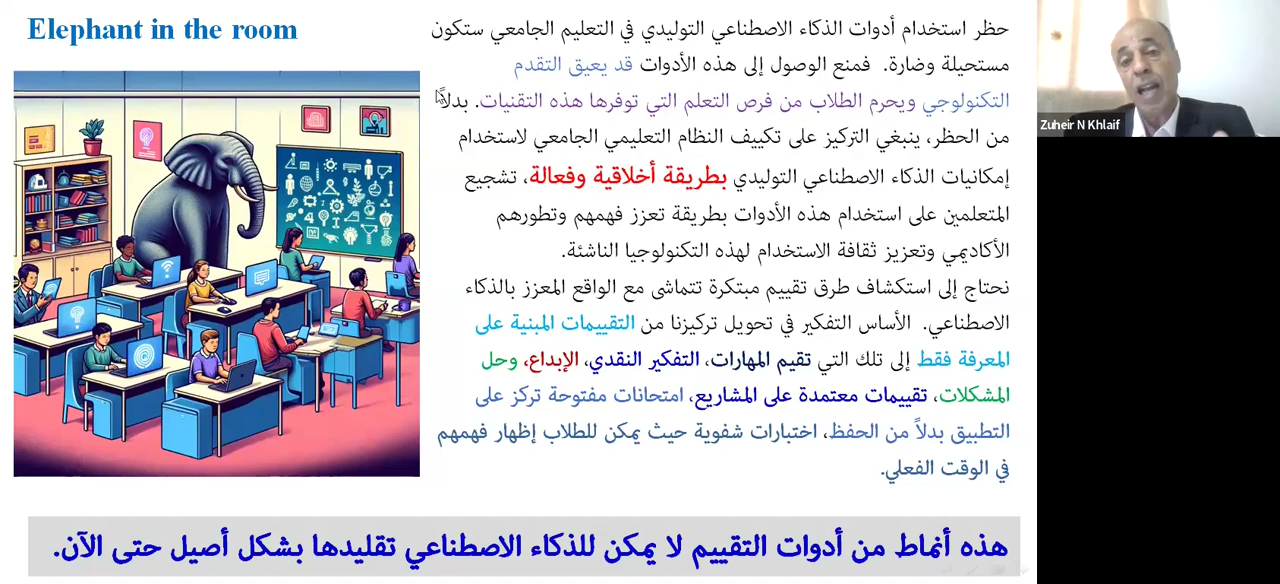 Elephant in the room
حظر استخدام أدوات الذكاء الاصطناعي التوليدي في التعليم الجامعي ستكون
مستحيلة وضارة. فمنع الوصول إلى هذه الأدوات قد يعيق التقدم
التكنولوجي ويحرم الطلاب من فرص التعلم التي توفرها هذه التقنيات. بدلاً
من الحظر، ينبغي التركيز على تكييف النظام التعليمي الجامعي لاستخدام
إمكانيات الذكاء الاصطناعي التوليدي بطريقة أخلاقية وفعالة، تشجيع
المتعلمين على استخدام هذه الأدوات بطريقة تعزز فهمهم وتطورهم
الأكاديمي وتعزيز ثقافة الاستخدام لهذه التكنولوجيا الناشئة.
نحتاج إلى استكشاف طرق تقييم مبتكرة تتماشى مع الواقع المعزز بالذكاء
الاصطناعي. الأساس التفكير في تحويل تركيزنا من التقييمات المبنية على
المعرفة فقط إلى تلك التي تقيم المهارات، التفكير النقدي، الإبداع، وحل
المشكلات، تقييمات معتمدة على المشاريع، امتحانات مفتوحة تركز على
التطبيق بدلاً من الحفظ، اختبارات شفوية حيث يمكن للطلاب إظهار فهمهم
في الوقت الفعلي.
هذه أنماط من أدوات التقييم لا يمكن للذكاء الاصطناعي تقليدها بشكل أصيل حتى الآن.
Zuheir N Khlaif